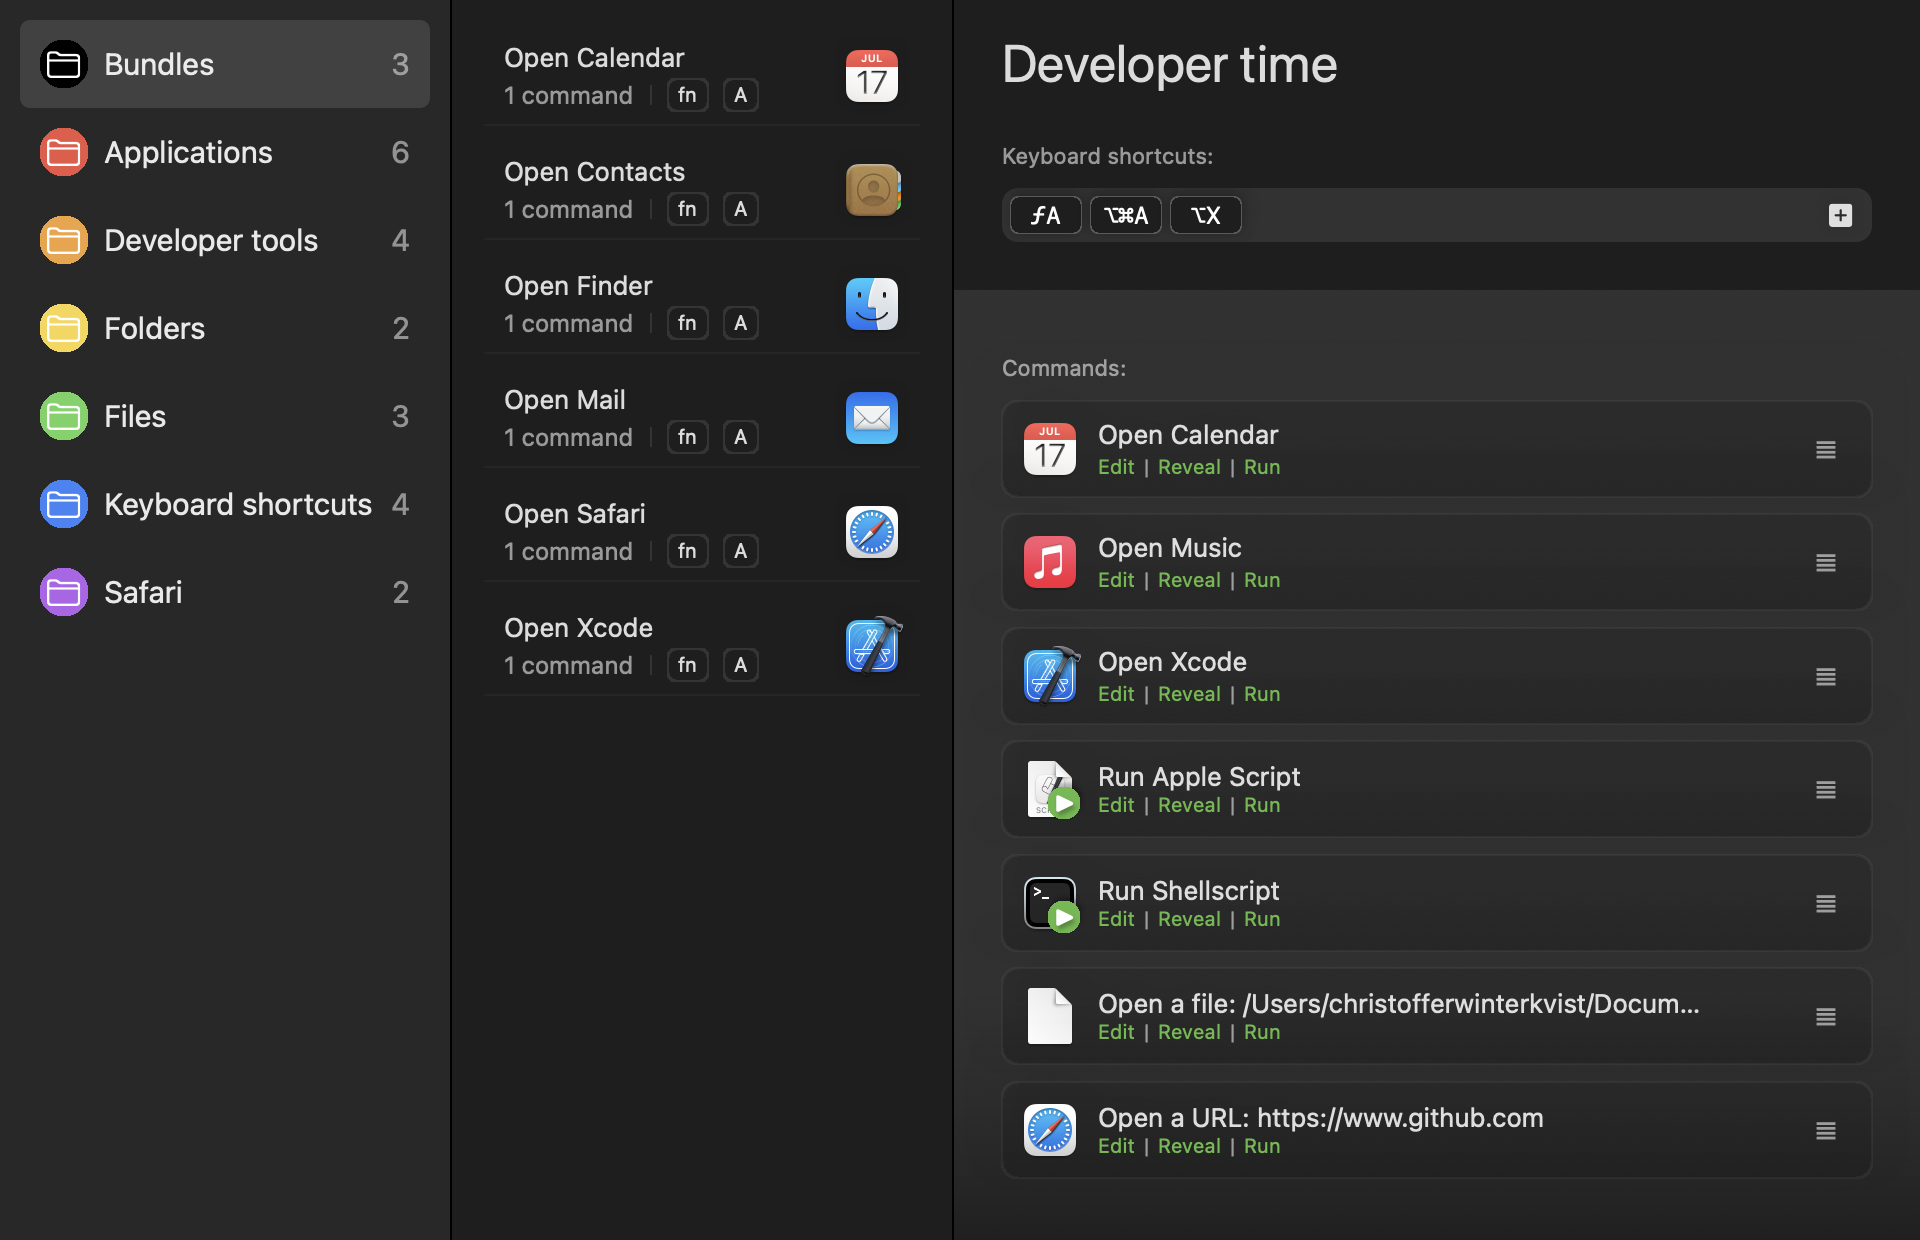 Bundles 3
Applications 6
Developer tools 4
Folders 2
Files 3
Keyboard shortcuts 4
Safari 2
Open Calendar
1 command fn A
JUL
17
Open Contacts
1 command fn A
Open Finder
1 command fn A
Open Mail
1 command fn A
Open Safari
1 command fn A
Open Xcode
1 command fn A
Developer time
Keyboard shortcuts:
ƒA ⌥⌘A ⌥X
Commands:
JUL
17
Open Calendar
Edit | Reveal | Run
Open Music
Edit | Reveal | Run
Open Xcode
Edit | Reveal | Run
Run Apple Script
Edit | Reveal | Run
Run Shellscript
Edit | Reveal | Run
Open a file: /Users/christofferwinterkvist/Docum...
Edit | Reveal | Run
Open a URL: https://www.github.com
Edit | Reveal | Run